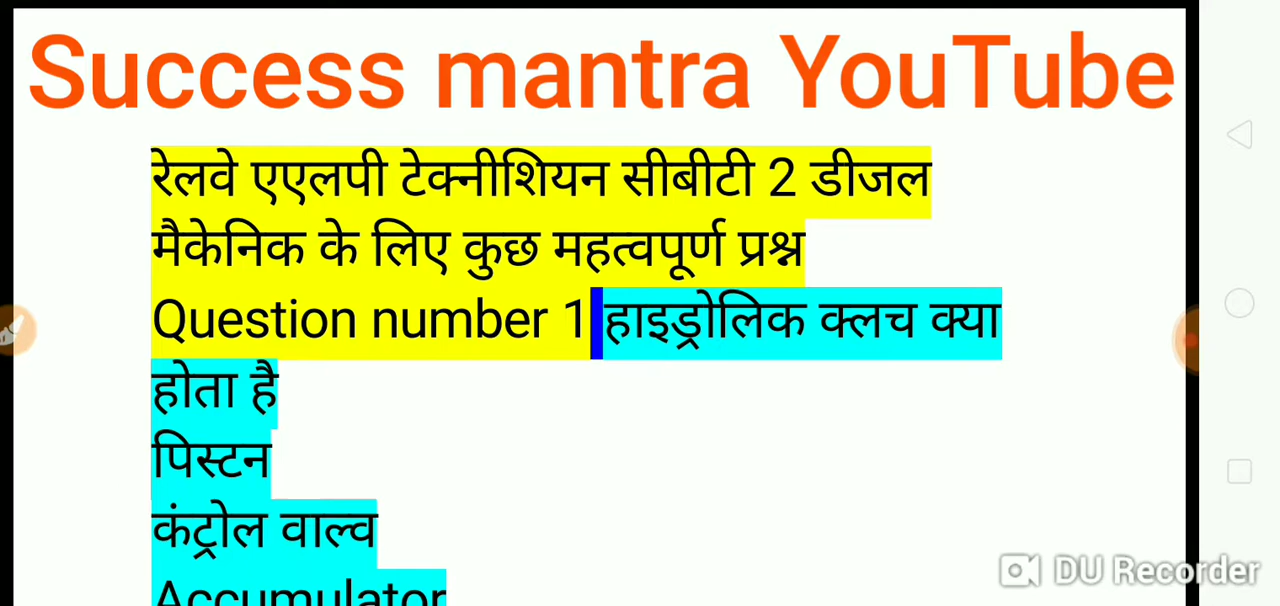 Success mantra YouTube
रेलवे एएलपी टेक्नीशियन सीबीटी 2 डीजल
मैकेनिक के लिए कुछ महत्वपूर्ण प्रश्न
Question number 1 हाइड्रोलिक क्लच क्या
होता है
पिस्टन
कंट्रोल वाल्व
Accumulator
DU Recorder